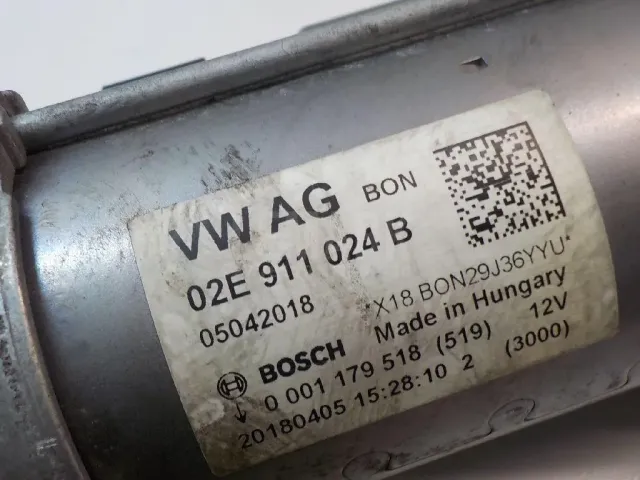 VW AG BON
02E 911 024 B
05042018 *X18 BON29J36YYU*
Made in Hungary
BOSCH 12V
0 001 179 518 (519)
20180405 15:28:10 2 (3000)